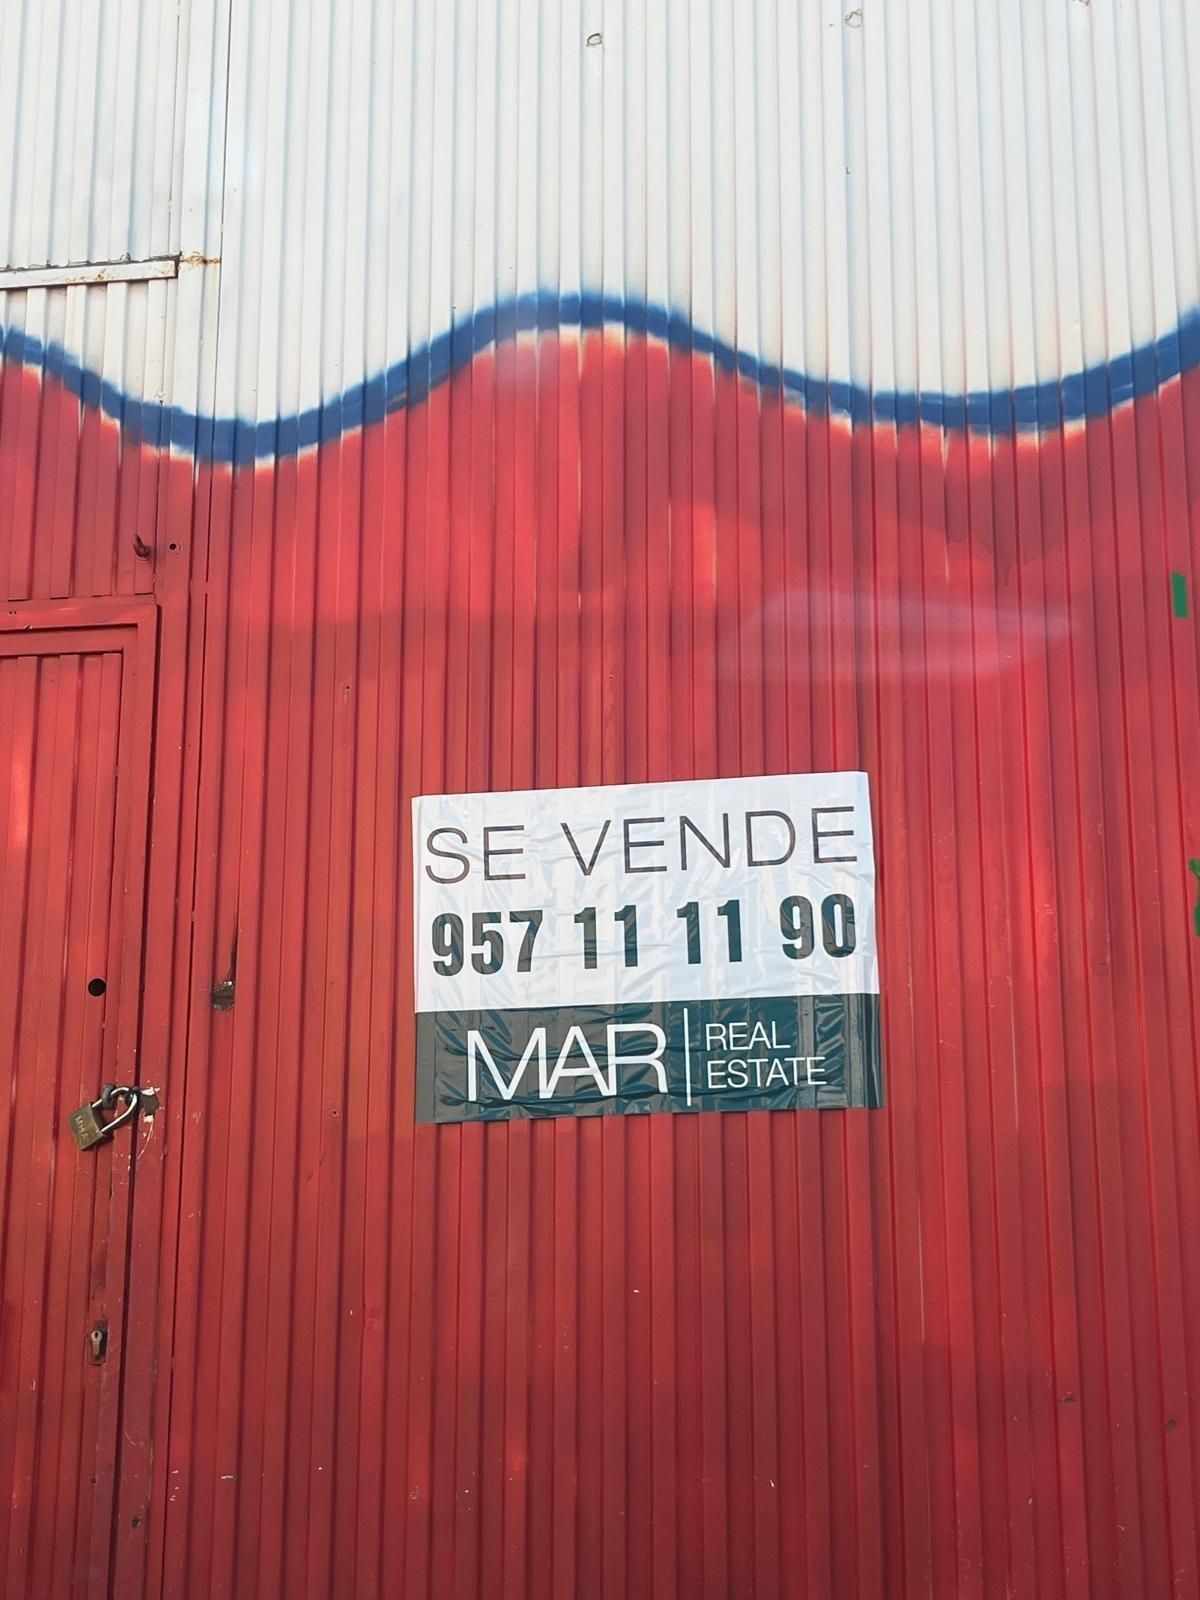 SE VENDE
957 11 11 90
MAR
REAL
ESTATE